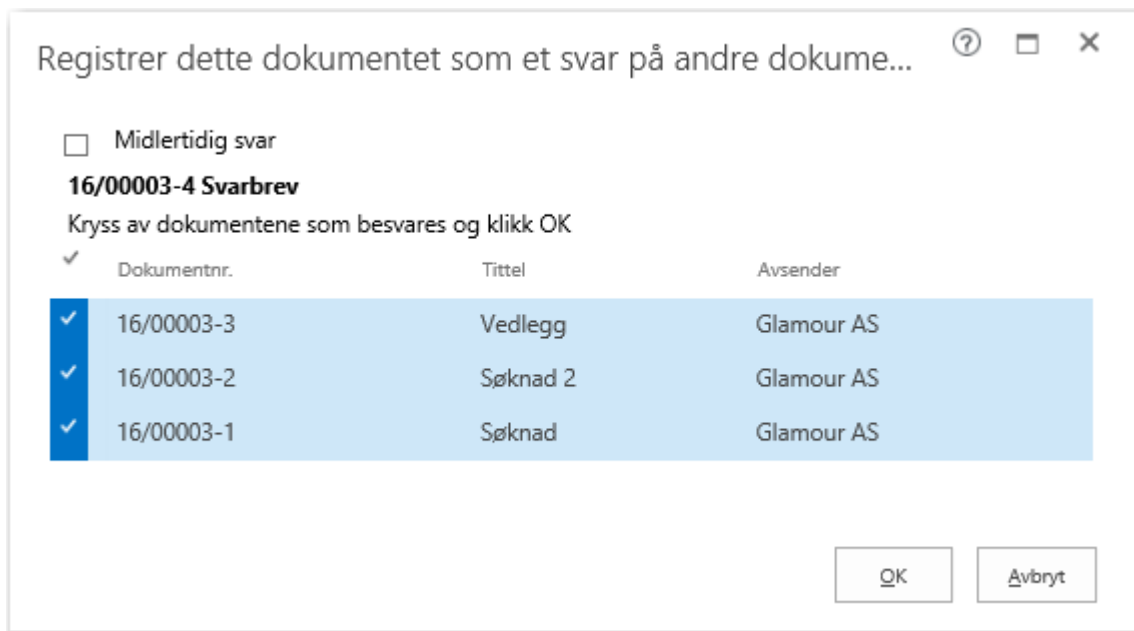 Registrer dette dokumentet som et svar på andre dokume...
Midlertidig svar
16/00003-4 Svarbrev
Kryss av dokumentene som besvares og klikk OK
Dokumentnr. Tittel Avsender
16/00003-3 Vedlegg Glamour AS
16/00003-2 Søknad 2 Glamour AS
16/00003-1 Søknad Glamour AS
OK Avbryt